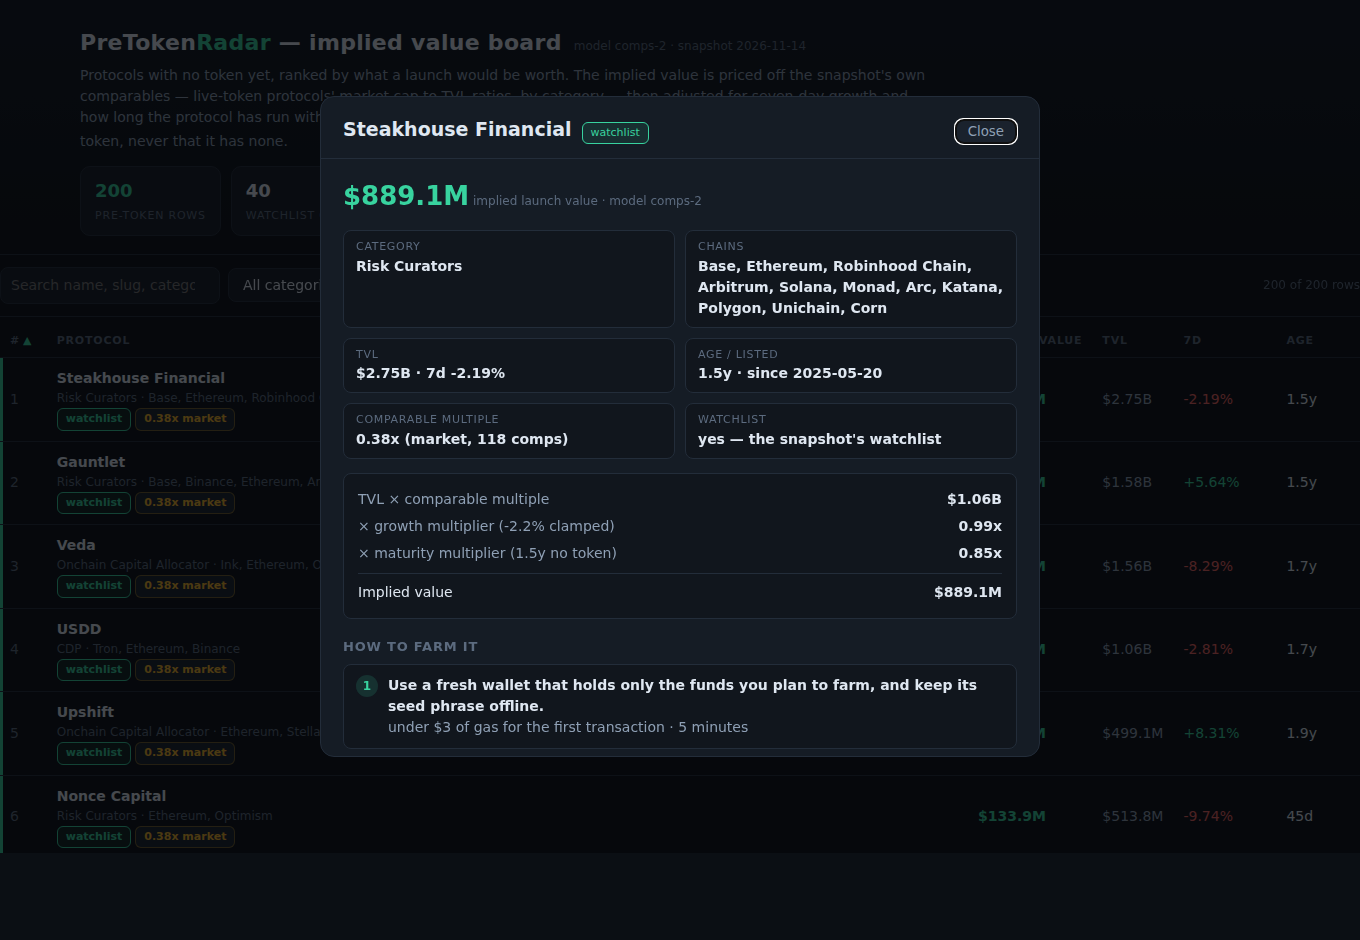 PreTokenRadar — implied value board model comps-2 · snapshot 2026-11-14
Protocols with no token yet, ranked by what a launch would be worth. The implied value is priced off the snapshot's own
comparables — live-token protocols' market cap to TVL ratios, by category — then adjusted for seven-day growth and
how long the protocol has run with
token, never that it has none.
200
PRE-TOKEN ROWS
40
WATCHLIST
Search name, slug, catego
All categor
200 of 200 rows
# ▲ PROTOCOL VALUE TVL 7D AGE
1
Steakhouse Financial
Risk Curators · Base, Ethereum, Robinhood
watchlist 0.38x market
M $2.75B -2.19% 1.5y
2
Gauntlet
Risk Curators · Base, Binance, Ethereum, Ar
watchlist 0.38x market
M $1.58B +5.64% 1.5y
3
Veda
Onchain Capital Allocator · Ink, Ethereum, O
watchlist 0.38x market
M $1.56B -8.29% 1.7y
4
USDD
CDP · Tron, Ethereum, Binance
watchlist 0.38x market
M $1.06B -2.81% 1.7y
5
Upshift
Onchain Capital Allocator · Ethereum, Stella
watchlist 0.38x market
M $499.1M +8.31% 1.9y
6
Nonce Capital
Risk Curators · Ethereum, Optimism
watchlist 0.38x market
$133.9M $513.8M -9.74% 45d
Steakhouse Financial watchlist
Close
$889.1M implied launch value · model comps-2
CATEGORY
Risk Curators
CHAINS
Base, Ethereum, Robinhood Chain,
Arbitrum, Solana, Monad, Arc, Katana,
Polygon, Unichain, Corn
TVL
$2.75B · 7d -2.19%
AGE / LISTED
1.5y · since 2025-05-20
COMPARABLE MULTIPLE
0.38x (market, 118 comps)
WATCHLIST
yes — the snapshot's watchlist
TVL × comparable multiple $1.06B
× growth multiplier (-2.2% clamped) 0.99x
× maturity multiplier (1.5y no token) 0.85x
Implied value $889.1M
HOW TO FARM IT
1
Use a fresh wallet that holds only the funds you plan to farm, and keep its
seed phrase offline.
under $3 of gas for the first transaction · 5 minutes